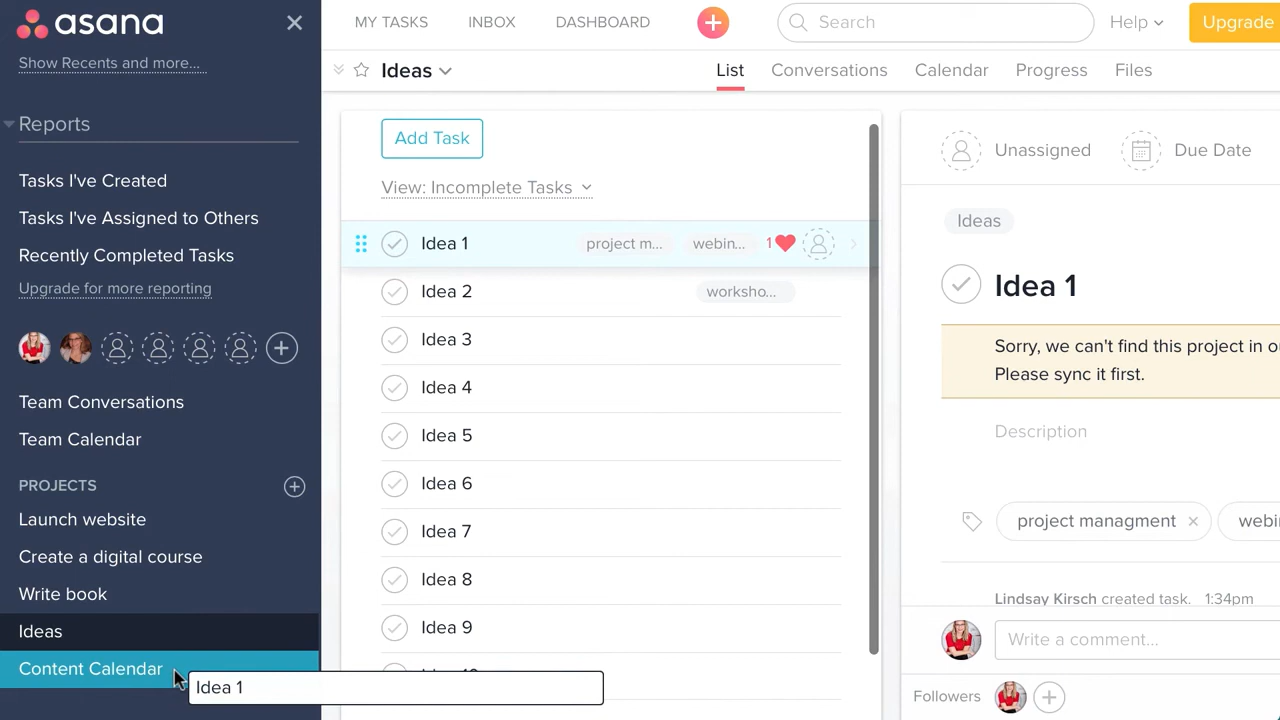 asana
MY TASKS
INBOX
DASHBOARD
Search
Help
Upgrade
Show Recents and more...
Reports
Tasks I've Created
Tasks I've Assigned to Others
Recently Completed Tasks
Upgrade for more reporting
Team Conversations
Team Calendar
PROJECTS
Launch website
Create a digital course
Write book
Ideas
Content Calendar
Idea 1
Ideas
List
Conversations
Calendar
Progress
Files
Add Task
View: Incomplete Tasks
Idea 1
project m...
webin...
1
Idea 2
worksho...
Idea 3
Idea 4
Idea 5
Idea 6
Idea 7
Idea 8
Idea 9
Unassigned
Due Date
Ideas
Idea 1
Sorry, we can't find this project in
Please sync it first.
Description
project managment
Lindsay Kirsch created task. 1:34pm
Write a comment...
Followers